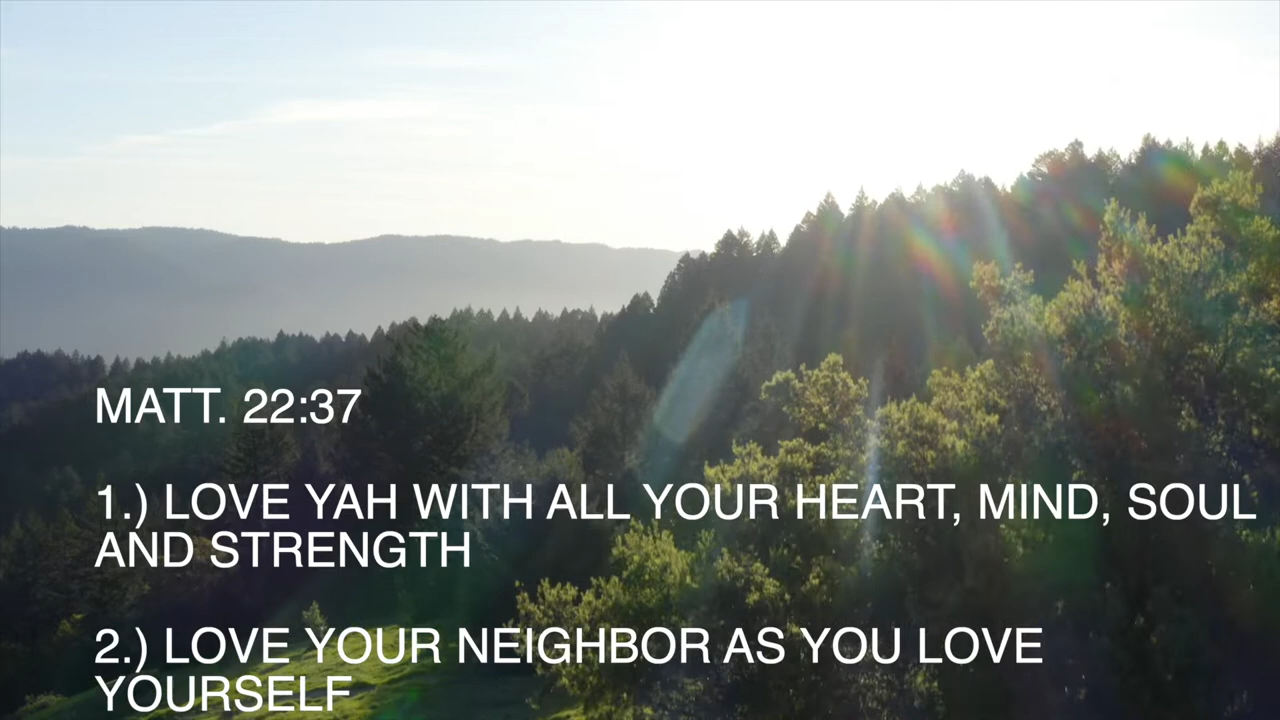 MATT. 22:37
1.) LOVE YAH WITH ALL YOUR HEART, MIND, SOUL
AND STRENGTH
2.) LOVE YOUR NEIGHBOR AS YOU LOVE
YOURSELF